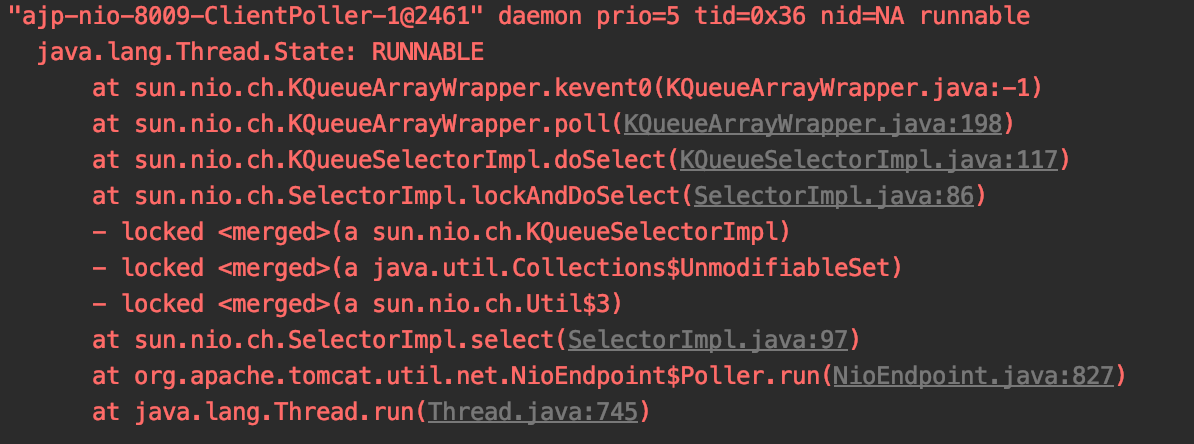 "ajp-nio-8009-ClientPoller-1@2461" daemon prio=5 tid=0x36 nid=NA runnable
java.lang.Thread.State: RUNNABLE
at sun.nio.ch.KQueueArrayWrapper.kevent0(KQueueArrayWrapper.java:-1)
at sun.nio.ch.KQueueArrayWrapper.poll(KQueueArrayWrapper.java:198)
at sun.nio.ch.KQueueSelectorImpl.doSelect(KQueueSelectorImpl.java:117)
at sun.nio.ch.SelectorImpl.lockAndDoSelect(SelectorImpl.java:86)
- locked <merged>(a sun.nio.ch.KQueueSelectorImpl)
- locked <merged>(a java.util.Collections$UnmodifiableSet)
- locked <merged>(a sun.nio.ch.Util$3)
at sun.nio.ch.SelectorImpl.select(SelectorImpl.java:97)
at org.apache.tomcat.util.net.NioEndpoint$Poller.run(NioEndpoint.java:827)
at java.lang.Thread.run(Thread.java:745)